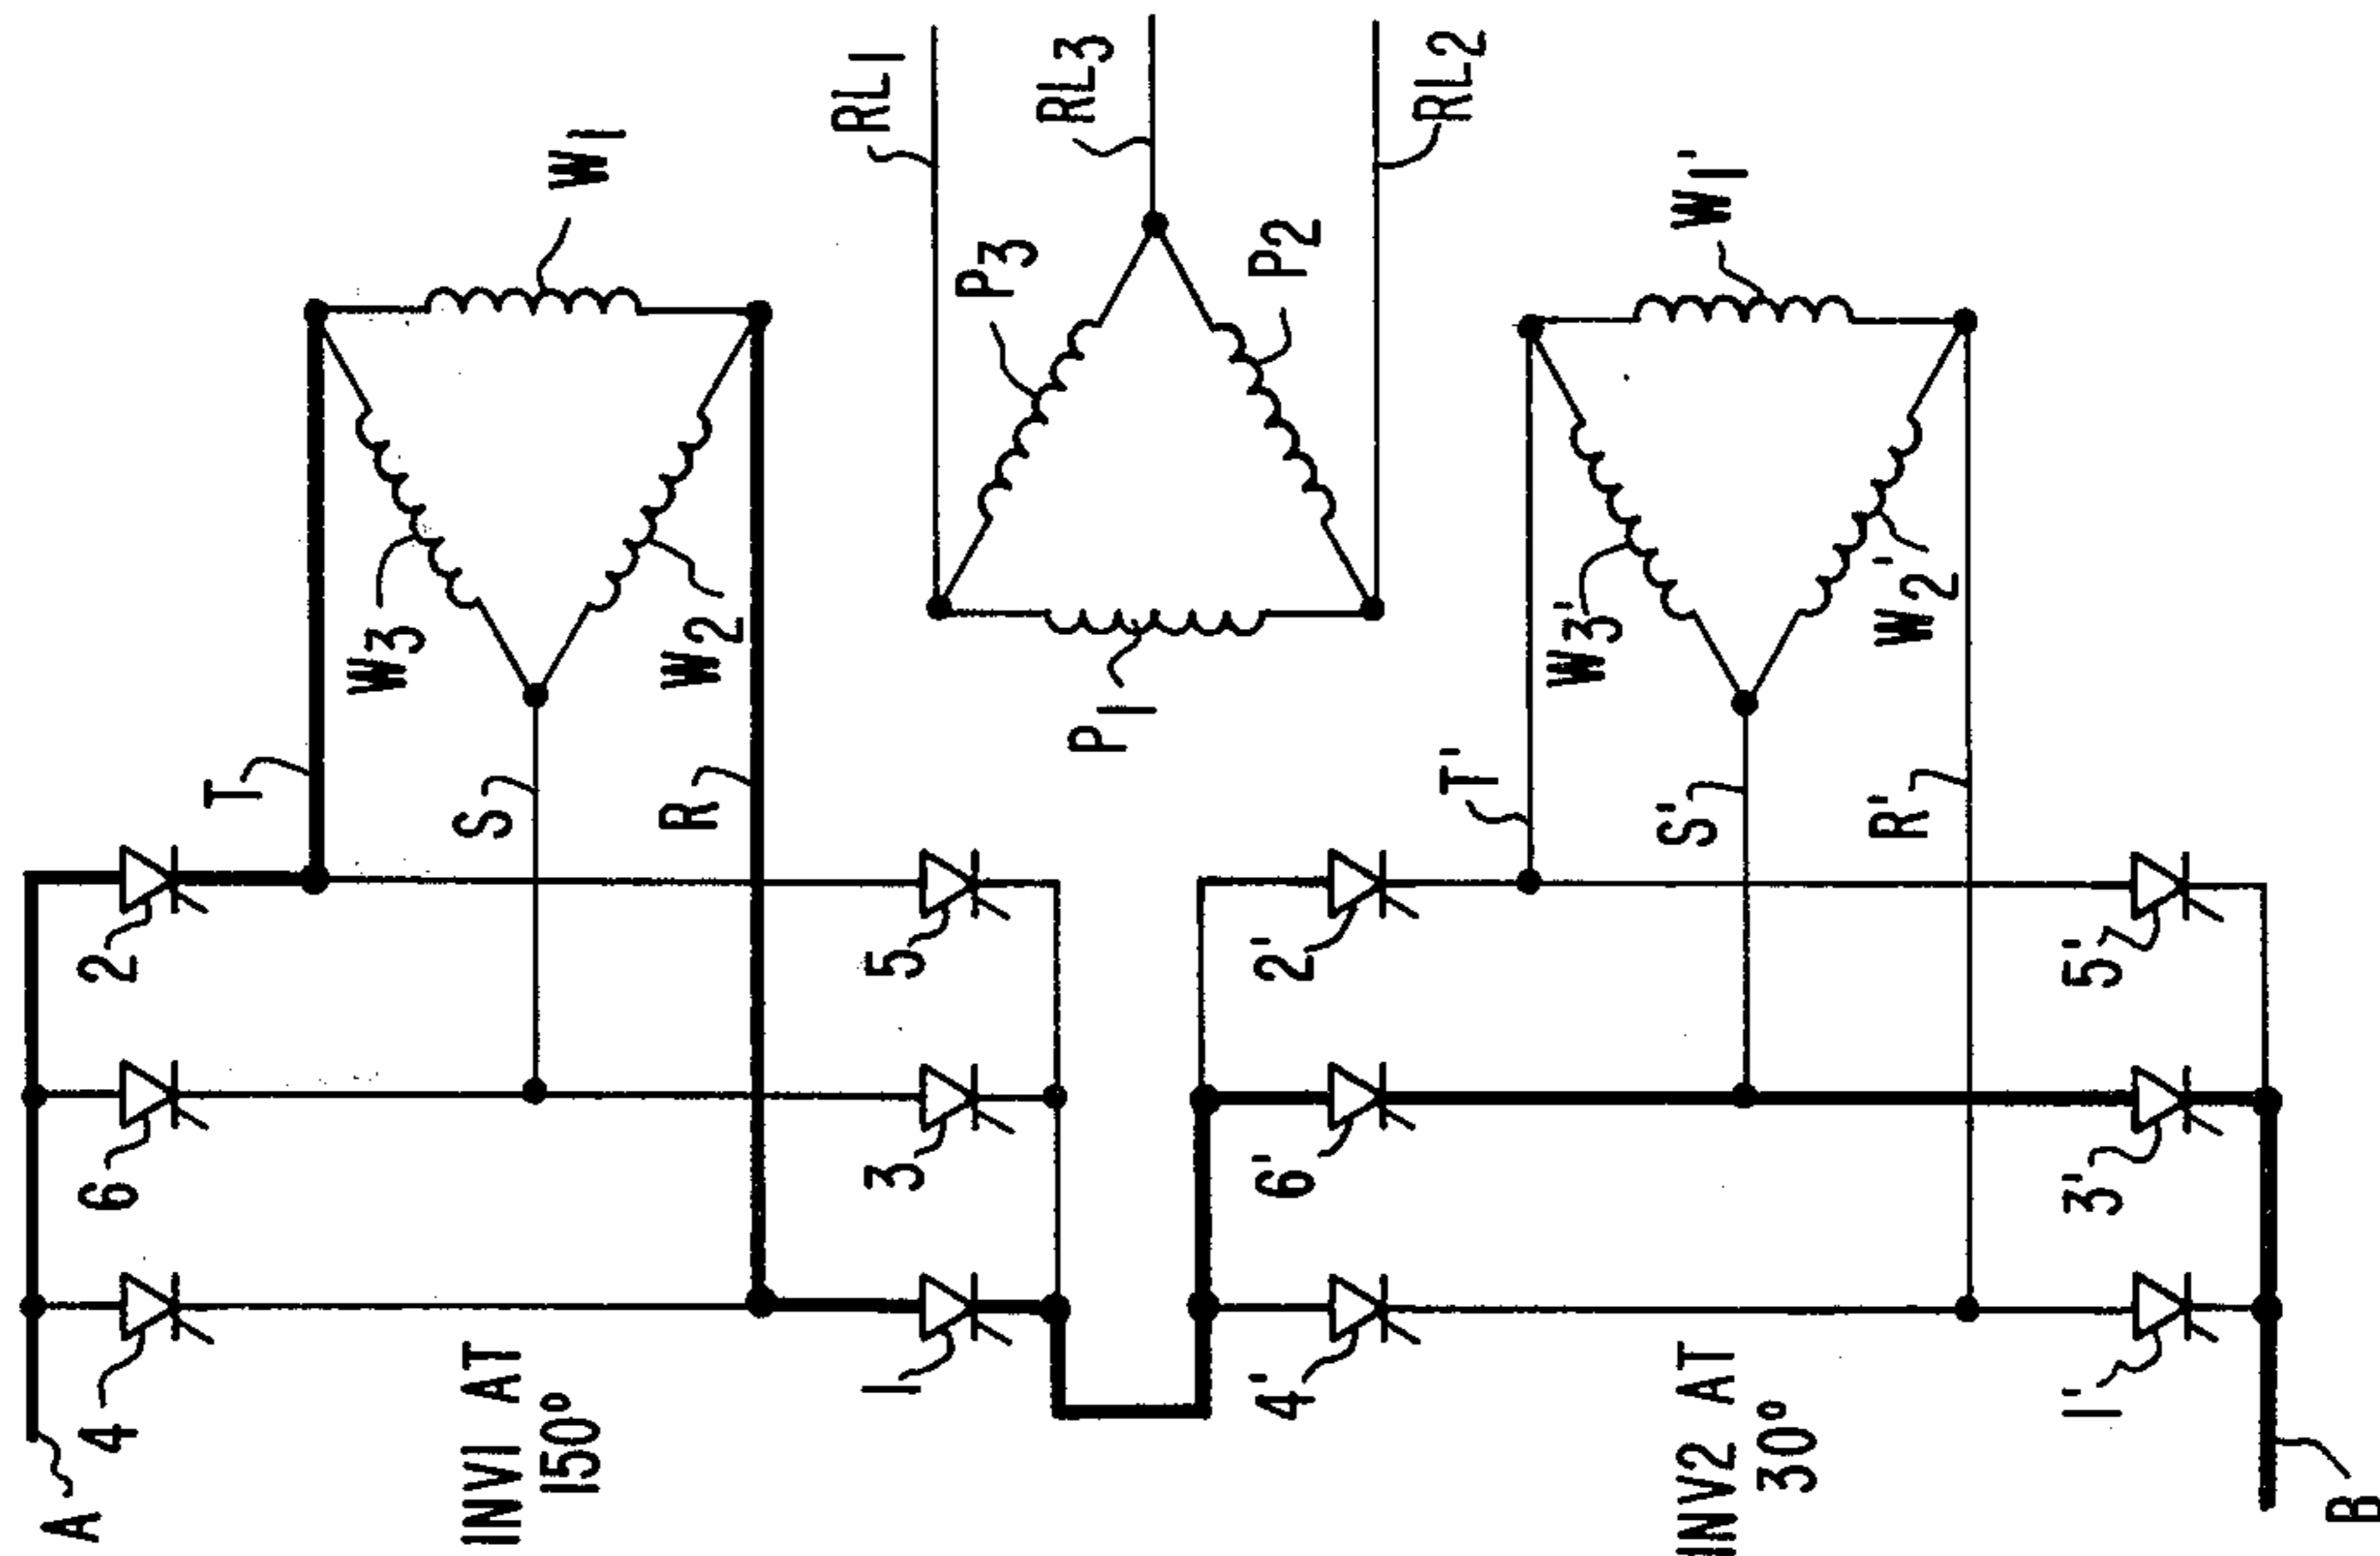 A
4
6
2
T
S
R
W3
W2
W1
INV1 AT
150°
1
3
5
P1
P3
P2
RL1
RL3
RL2
4'
6'
2'
T'
S'
R'
W3'
W2'
W1'
INV2 AT
30°
1'
3'
5'
B